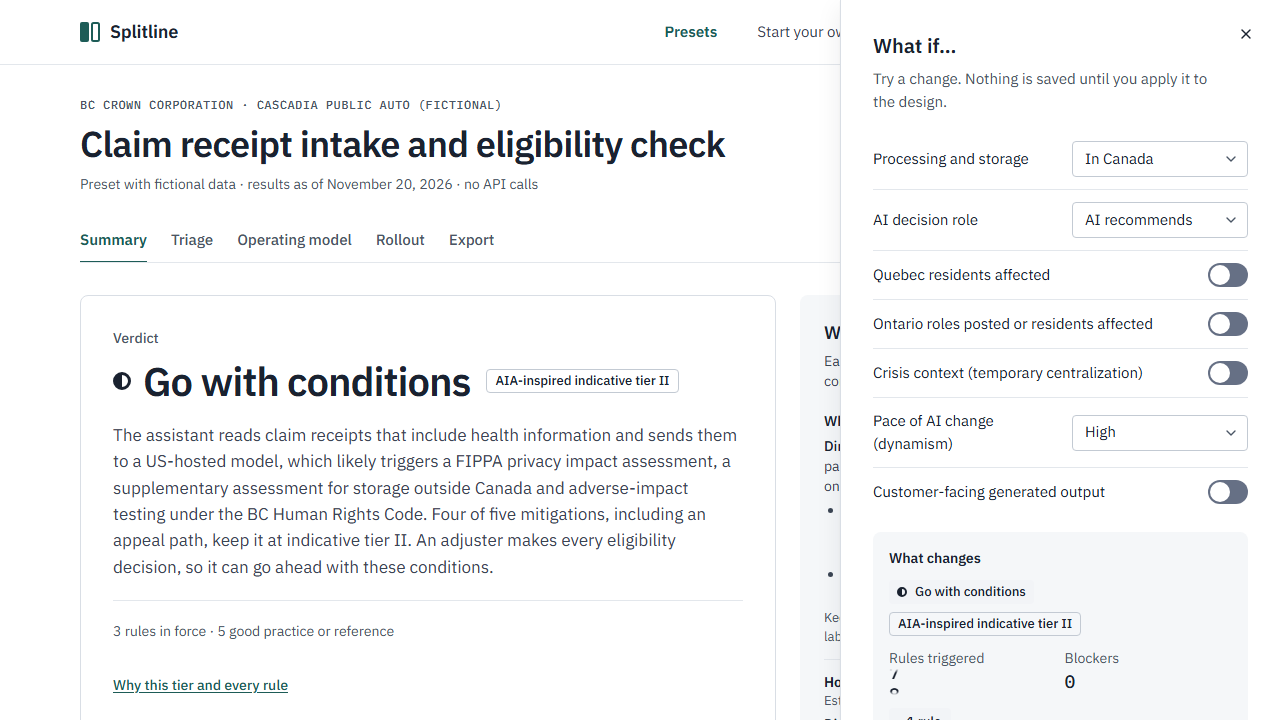 Splitline
Presets
Start your
BC CROWN CORPORATION · CASCADIA PUBLIC AUTO (FICTIONAL)
Claim receipt intake and eligibility check
Preset with fictional data · results as of November 20, 2026 · no API calls
Summary Triage Operating model Rollout Export
Verdict
Go with conditions
AIA-inspired indicative tier II
The assistant reads claim receipts that include health information and sends them
to a US-hosted model, which likely triggers a FIPPA privacy impact assessment, a
supplementary assessment for storage outside Canada and adverse-impact
testing under the BC Human Rights Code. Four of five mitigations, including an
appeal path, keep it at indicative tier II. An adjuster makes every eligibility
decision, so it can go ahead with these conditions.
3 rules in force · 5 good practice or reference
Why this tier and every rule
What if...
Try a change. Nothing is saved until you apply it to
the design.
Processing and storage
In Canada
AI decision role
AI recommends
Quebec residents affected
Ontario roles posted or residents affected
Crisis context (temporary centralization)
Pace of AI change
(dynamism)
High
Customer-facing generated output
What changes
Go with conditions
AIA-inspired indicative tier II
Rules triggered
Blockers
0